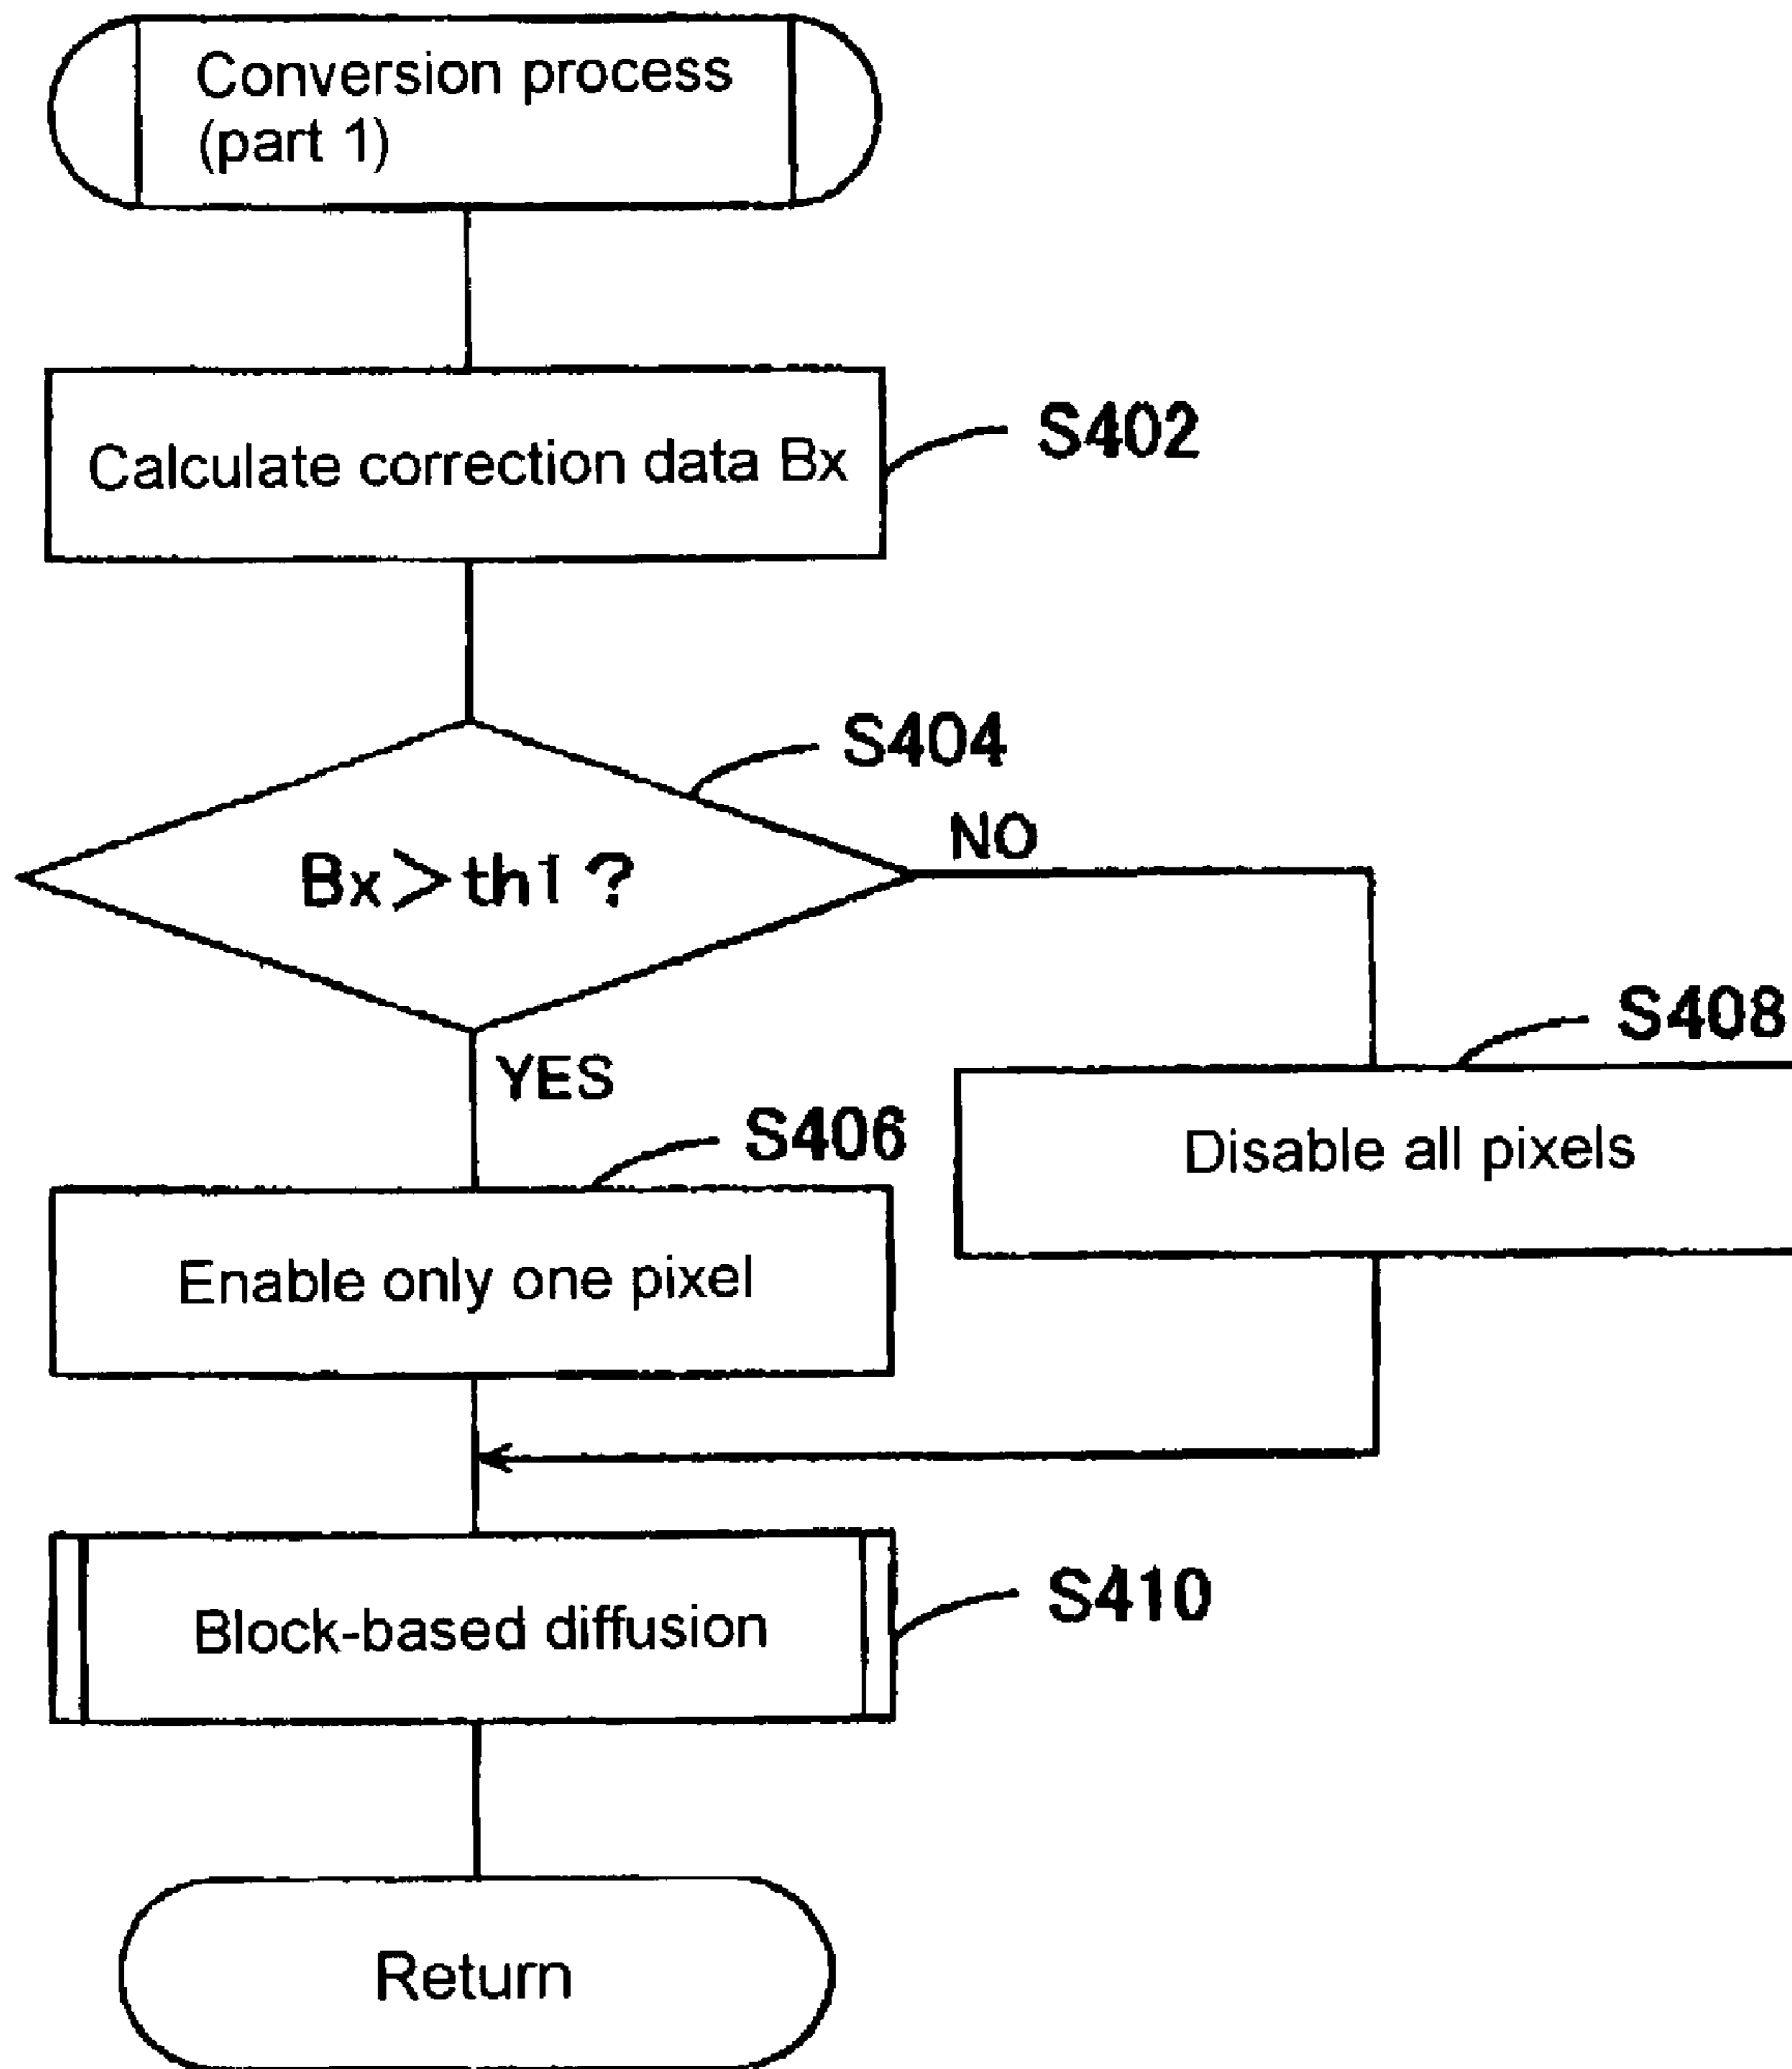 Conversion process
(part 1)
Calculate correction data Bx
S402
S404
Bx>th1?
NO
YES
S408
Disable all pixels
S406
Enable only one pixel
Block-based diffusion
S410
Return